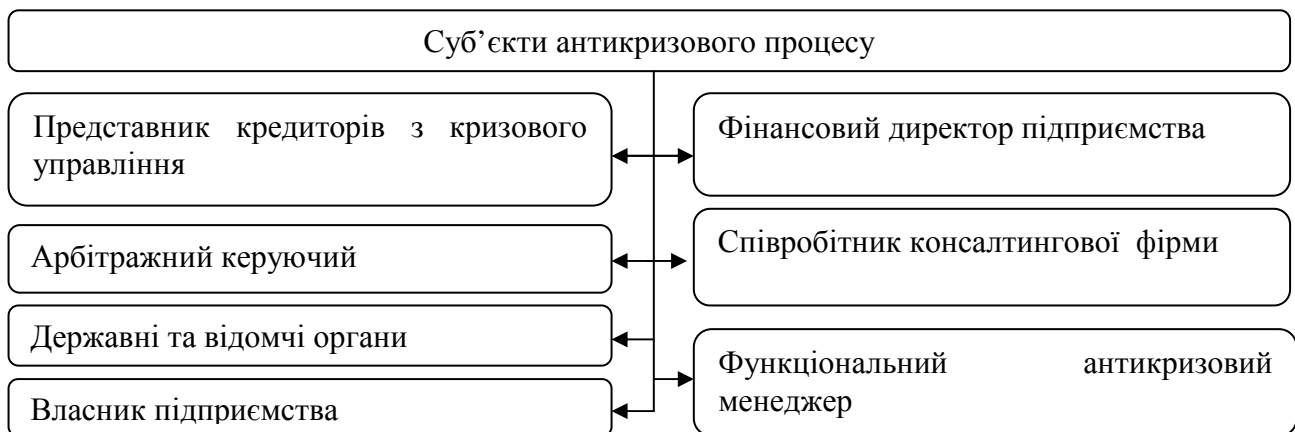 Суб’єкти антикризового процесу
Представник кредиторів з кризового
управління
Фінансовий директор підприємства
Арбітражний керуючий
Співробітник консалтингової фірми
Державні та відомчі органи
Функціональний антикризовий
менеджер
Власник підприємства